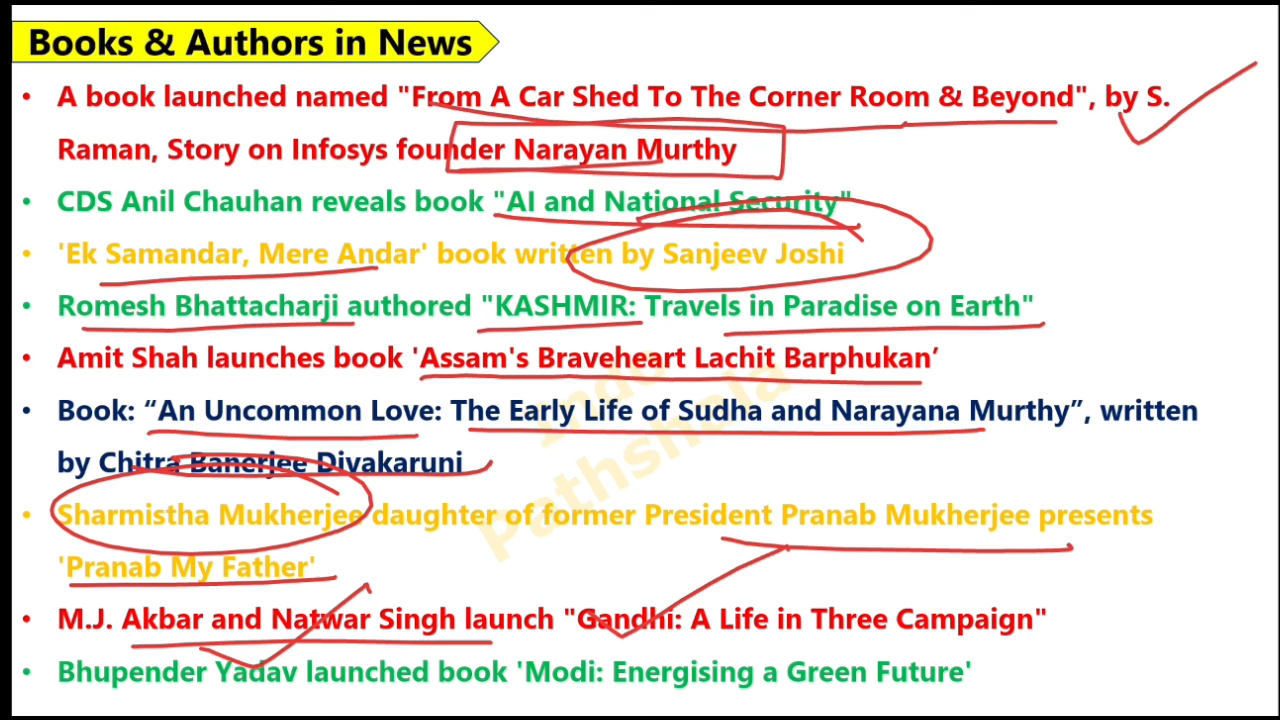 Books & Authors in News
• A book launched named "From A Car Shed To The Corner Room & Beyond", by S.
Raman, Story on Infosys founder Narayan Murthy
• CDS Anil Chauhan reveals book "AI and National Security"
• 'Ek Samandar, Mere Andar' book written by Sanjeev Joshi
• Romesh Bhattacharji authored "KASHMIR: Travels in Paradise on Earth"
• Amit Shah launches book 'Assam's Braveheart Lachit Barphukan’
• Book: “An Uncommon Love: The Early Life of Sudha and Narayana Murthy”, written
by Chitra Banerjee Divakaruni
• Sharmistha Mukherjee daughter of former President Pranab Mukherjee presents
'Pranab My Father'
• M.J. Akbar and Natwar Singh launch "Gandhi: A Life in Three Campaign"
• Bhupender Yadav launched book 'Modi: Energising a Green Future'
Indo
Pathshala